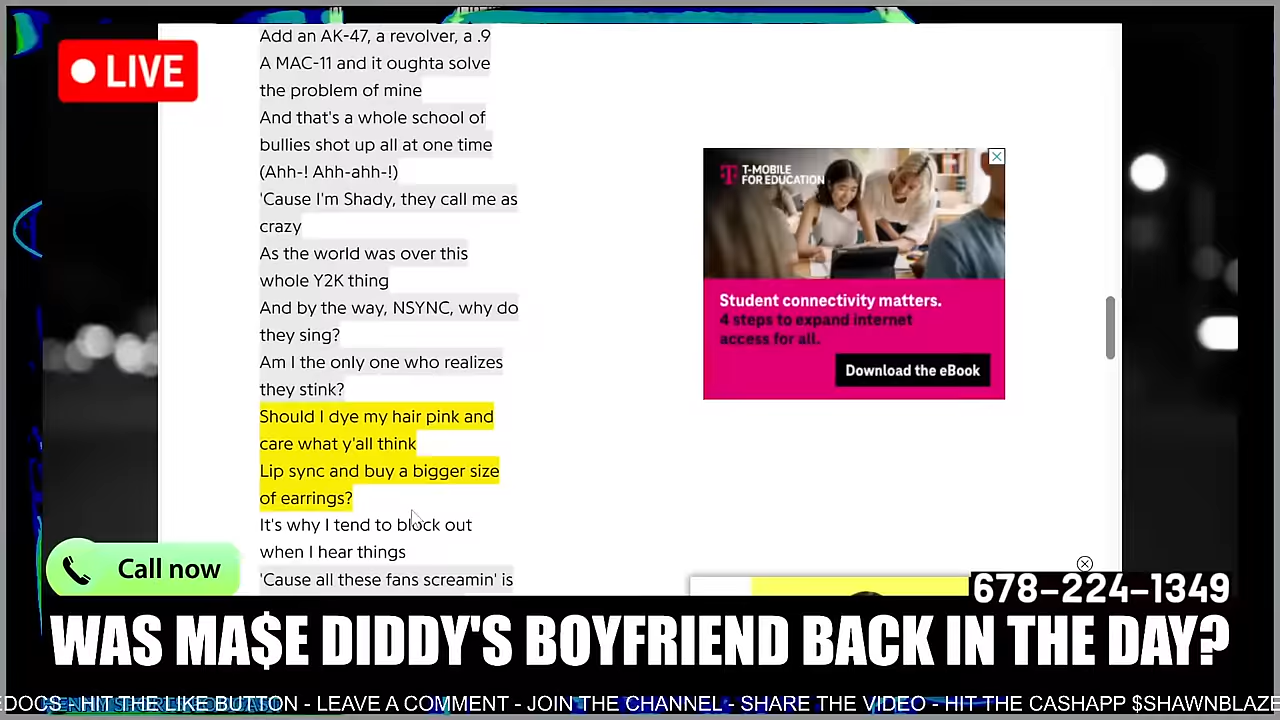 Add an AK-47, a revolver, a .9
LIVE
A MAC-11 and it oughta solve
the problem of mine
And that's a whole school of
bullies shot up all at one time
(Ahh-! Ahh-ahh-!)
'Cause I'm Shady, they call me as
crazy
As the world was over this
whole Y2K thing
And by the way, NSYNC, why do
they sing?
Am I the only one who realizes
they stink?
Should I dye my hair pink and
care what y'all think
Lip sync and buy a bigger size
of earrings?
It's why I tend to block out
when I hear things
'Cause all these fans screamin' is
T-MOBILE
FOR EDUCATION
Student connectivity matters.
4 steps to expand internet
access for all.
Download the eBook
Call now
678-224-1349
WAS MA$E DIDDY'S BOYFRIEND BACK IN THE DAY?
EDOCS - HIT THE LIKE BUTTON - LEAVE A COMMENT - JOIN THE CHANNEL - SHARE THE VIDEO - HIT THE CASHAPP $SHAWNBLAZE